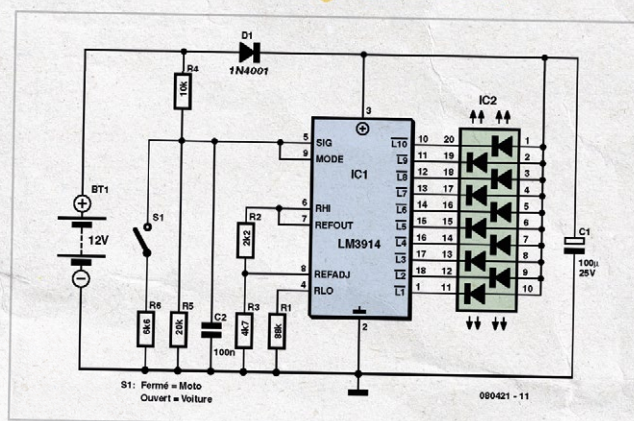 D1
1N4001
R4
10k
IC2
3
5
SIG
9
MODE
IC1
6
RHI
7
REFOUT
LM3914
8
REFADJ
4
RLO
2
L10 10 20 1
L9 11 19 2
L8 12 18 3
L7 13 17 4
L6 14 16 5
L5 15 15 6
L4 16 14 7
L3 17 13 8
L2 18 12 9
L1 1 11 10
BT1
12V
S1
R2
2k2
C1
100µ
25V
R6
6k6
R5
20k
C2
100n
R3
4k7
R1
S1: Fermé = Moto
Ouvert = Voiture
080421 - 11